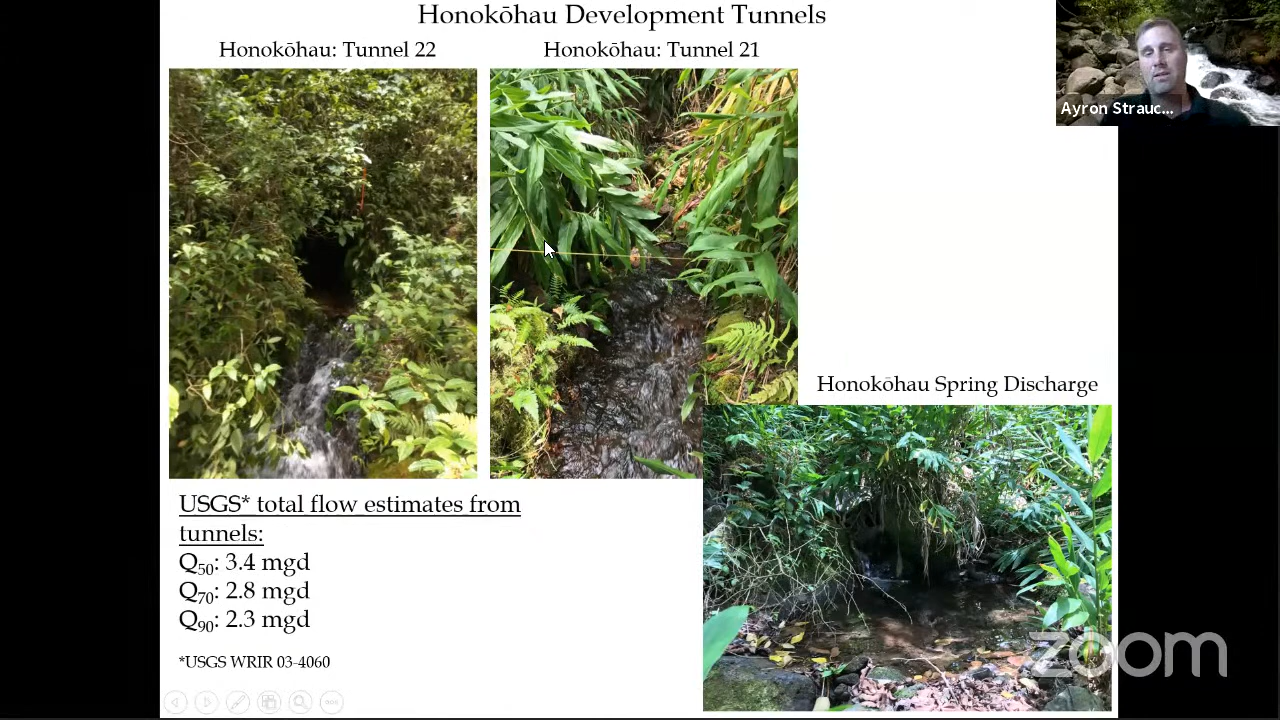 Honokōhau Development Tunnels
Honokōhau: Tunnel 22
Honokōhau: Tunnel 21
Ayron Strauc...
Honokōhau Spring Discharge
USGS* total flow estimates from
tunnels:
Q50: 3.4 mgd
Q70: 2.8 mgd
Q90: 2.3 mgd
*USGS WRIR 03-4060
zoom